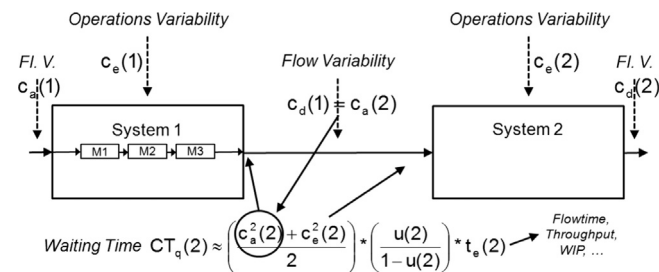 Operations Variability
Operations Variability
Fl. V.
c_e(1)
Flow Variability
c_e(2)
Fl. V.
c_a(1)
c_d(1) = c_a(2)
c_d(2)
System 1
System 2
M1 M2 M3
Waiting Time CT_q(2) ≈ ((c_a^2(2) + c_e^2(2)) / 2) * (u(2) / (1 - u(2))) * t_e(2)
Flowtime,
Throughput,
WIP, ...